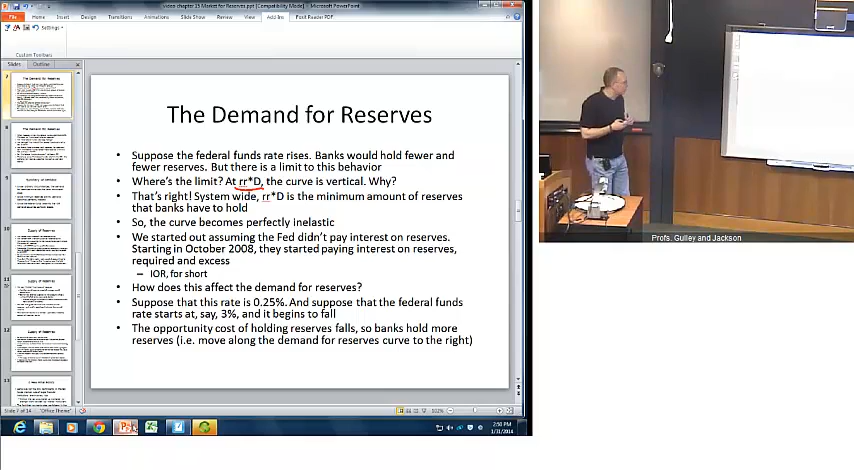 video chapter 15 Market for Reserves.ppt [Compatibility Mode] - Microsoft PowerPoint
File Home Insert Design Transitions Animations Slide Show Review View Add-Ins Foxit Reader PDF
Settings
Custom Toolbars
Slides Outline
The Demand for Reserves
• Suppose the federal funds rate rises. Banks would hold fewer and
fewer reserves. But there is a limit to this behavior
• Where's the limit? At rr*D, the curve is vertical. Why?
• That's right! System wide, rr*D is the minimum amount of reserves
that banks have to hold
• So, the curve becomes perfectly inelastic
• We started out assuming the Fed didn't pay interest on reserves.
Starting in October 2008, they started paying interest on reserves,
required and excess
– IOR, for short
• How does this affect the demand for reserves?
• Suppose that this rate is 0.25%. And suppose that the federal funds
rate starts at, say, 3%, and it begins to fall
• The opportunity cost of holding reserves falls, so banks hold more
reserves (i.e. move along the demand for reserves curve to the right)
Slide 7 of 14 "Office Theme"
2:50 PM
1/31/2014
Profs. Gulley and Jackson